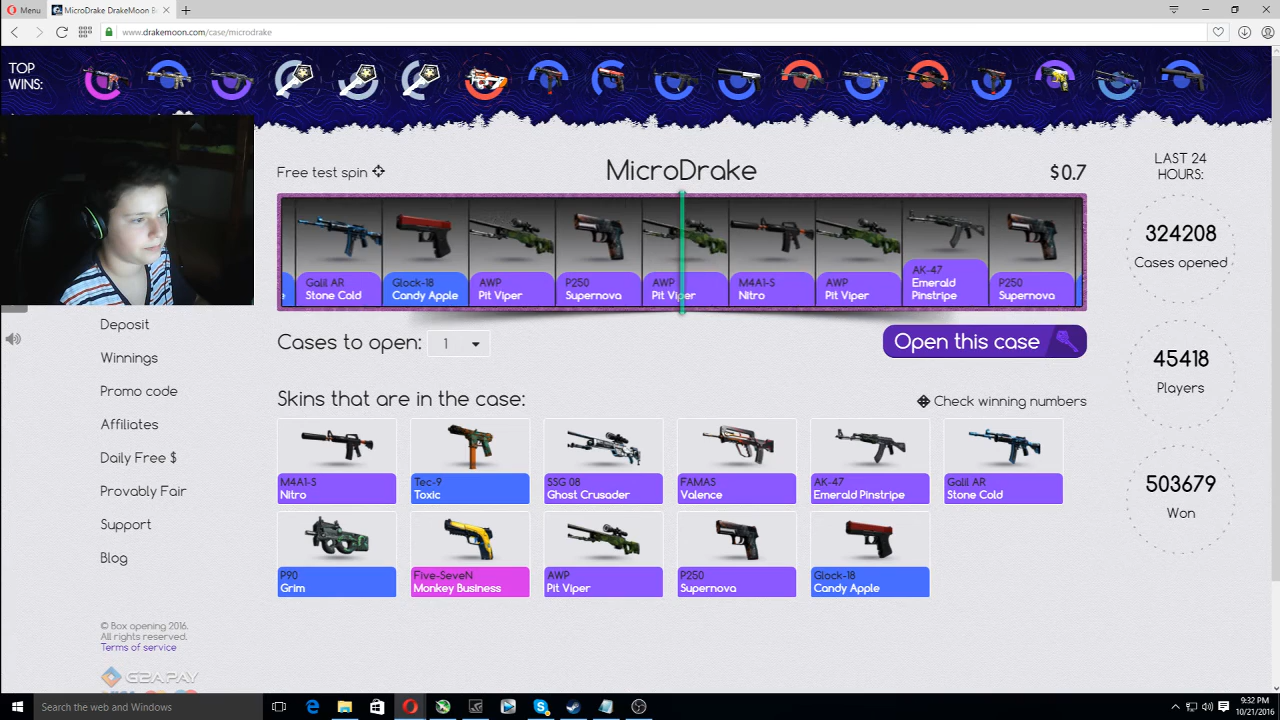 Menu
MicroDrake DrakeMoon B
www.drakemoon.com/case/microdrake
TOP
WINS:
Free test spin
MicroDrake
$0.7
Galil AR
Stone Cold
Glock-18
Candy Apple
AWP
Pit Viper
P250
Supernova
AWP
Pit Viper
M4A1-S
Nitro
AWP
Pit Viper
AK-47
Emerald
Pinstripe
P250
Supernova
Cases to open:
1
Open this case
Skins that are in the case:
Check winning numbers
M4A1-S
Nitro
Tec-9
Toxic
SSG 08
Ghost Crusader
FAMAS
Valence
AK-47
Emerald Pinstripe
Galil AR
Stone Cold
P90
Grim
Five-SeveN
Monkey Business
AWP
Pit Viper
P250
Supernova
Glock-18
Candy Apple
LAST 24
HOURS:
324208
Cases opened
45418
Players
503679
Won
Deposit
Winnings
Promo code
Affiliates
Daily Free $
Provably Fair
Support
Blog
© Box opening 2016.
All rights reserved.
Terms of service
G2A PAY
Search the web and Windows
9:32 PM
10/21/2016